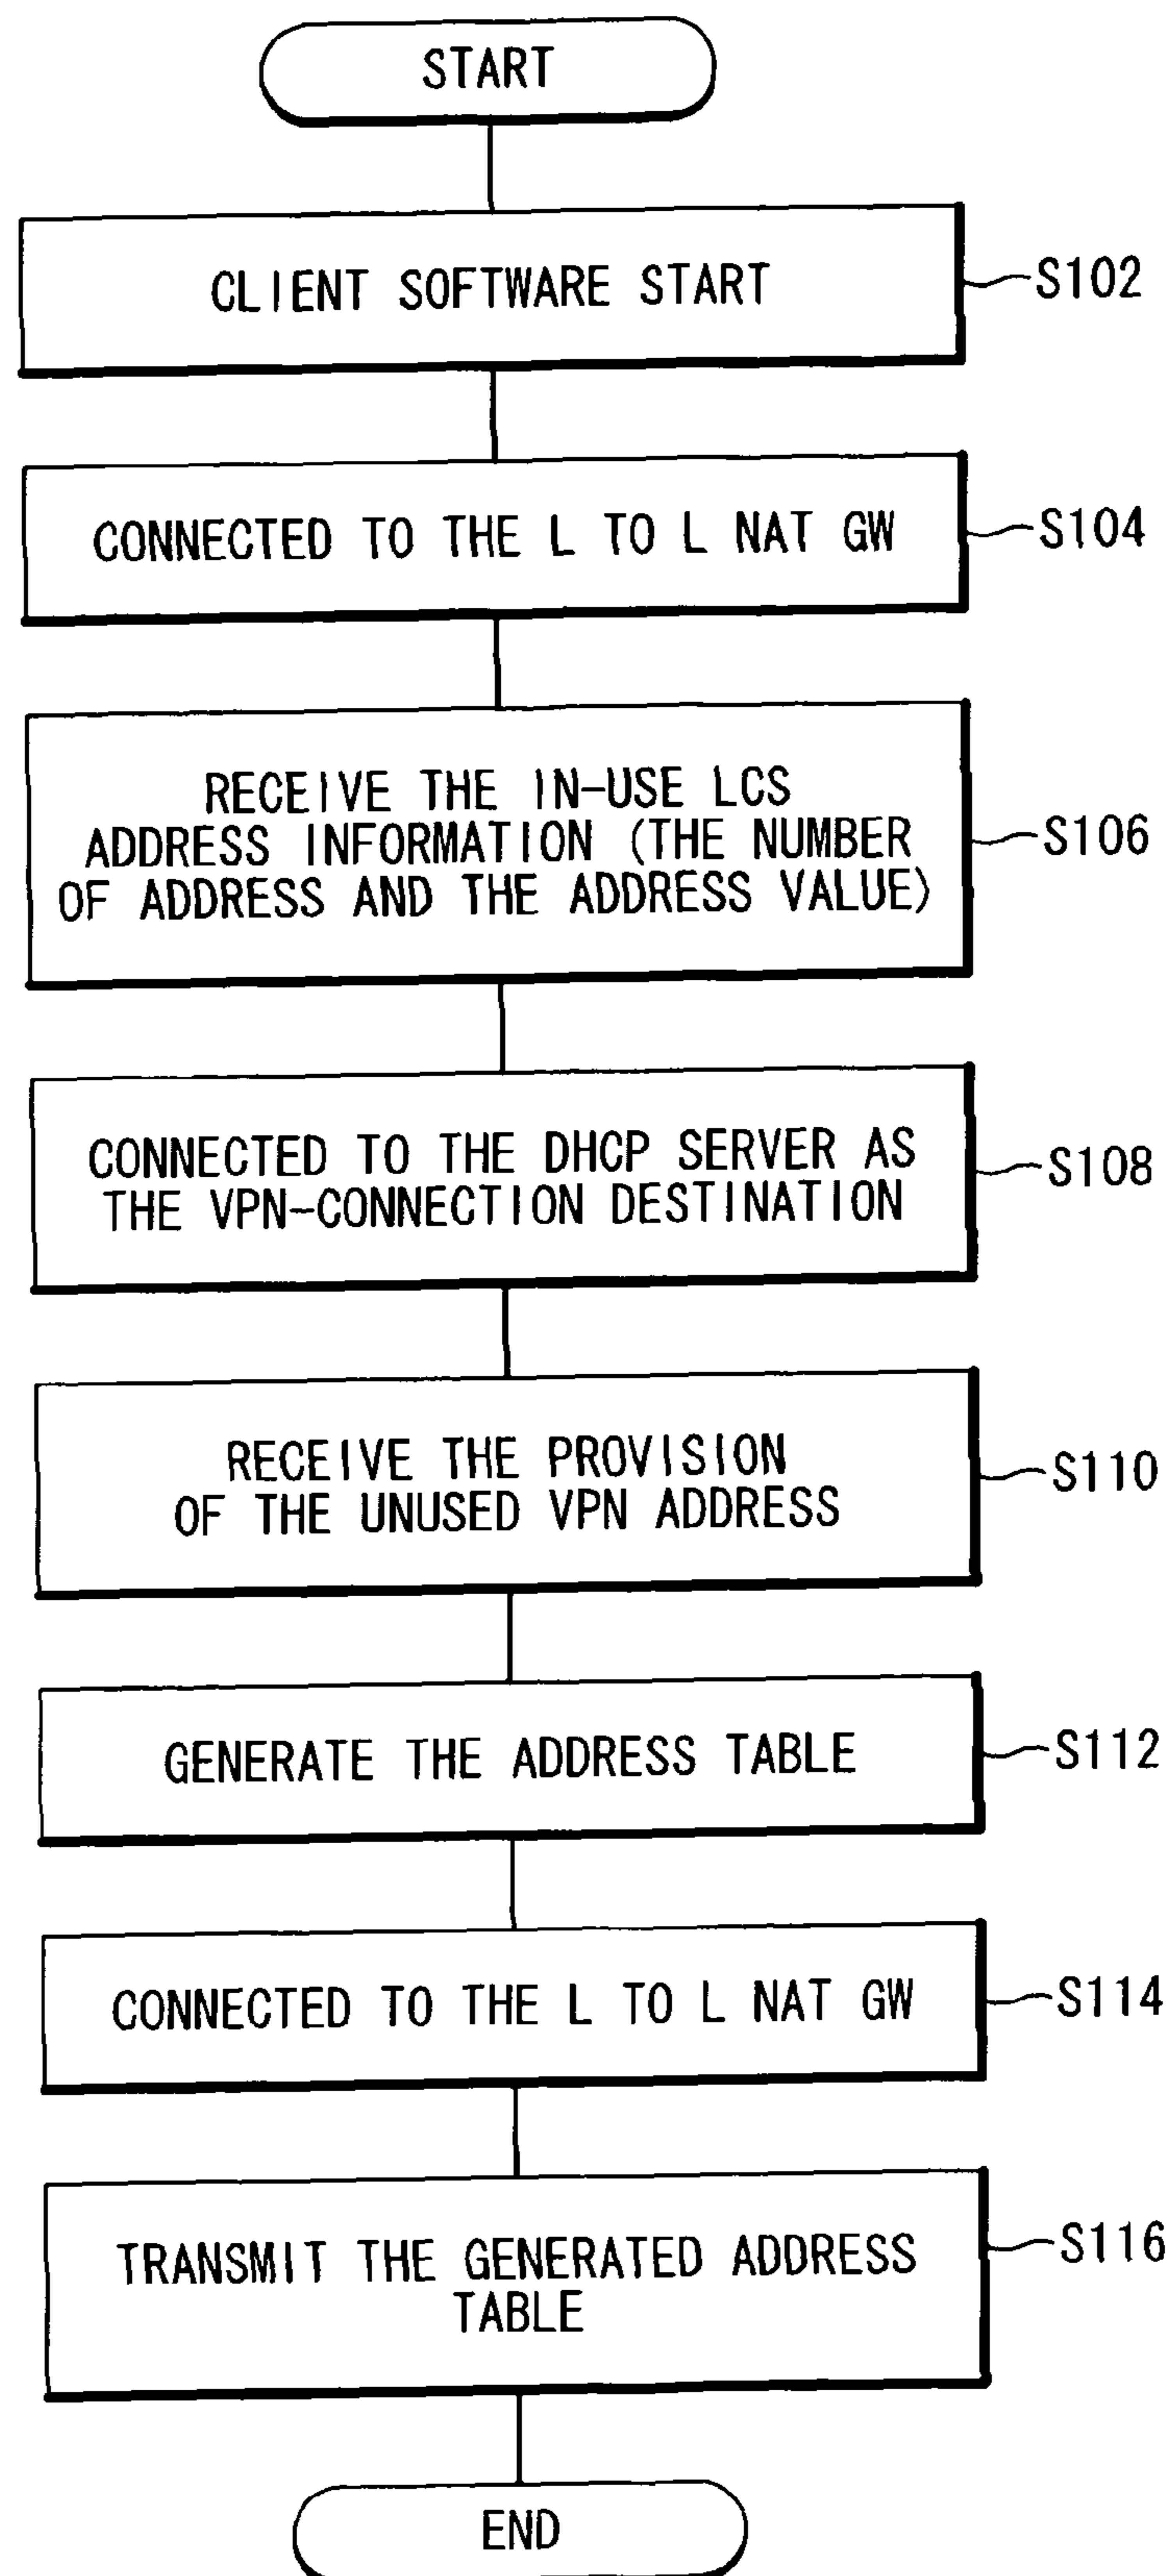 START
CLIENT SOFTWARE START
S102
CONNECTED TO THE L TO L NAT GW
S104
RECEIVE THE IN-USE LCS
ADDRESS INFORMATION (THE NUMBER
OF ADDRESS AND THE ADDRESS VALUE)
S106
CONNECTED TO THE DHCP SERVER AS
THE VPN-CONNECTION DESTINATION
S108
RECEIVE THE PROVISION
OF THE UNUSED VPN ADDRESS
S110
GENERATE THE ADDRESS TABLE
S112
CONNECTED TO THE L TO L NAT GW
S114
TRANSMIT THE GENERATED ADDRESS
TABLE
S116
END